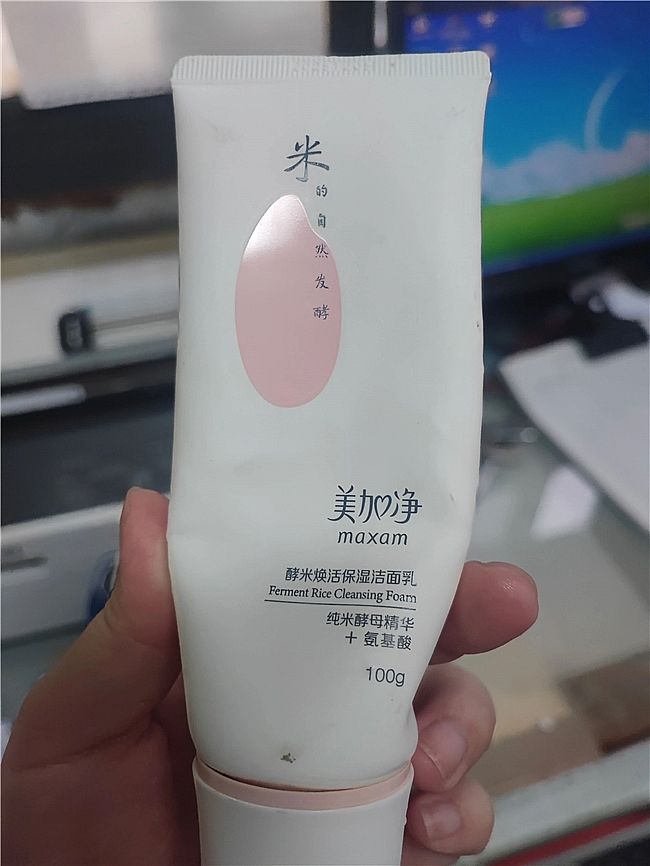 米的自然发酵
美加净
maxam
酵米焕活保湿洁面乳
Ferment Rice Cleansing Foam
纯米酵母精华
+ 氨基酸
100g